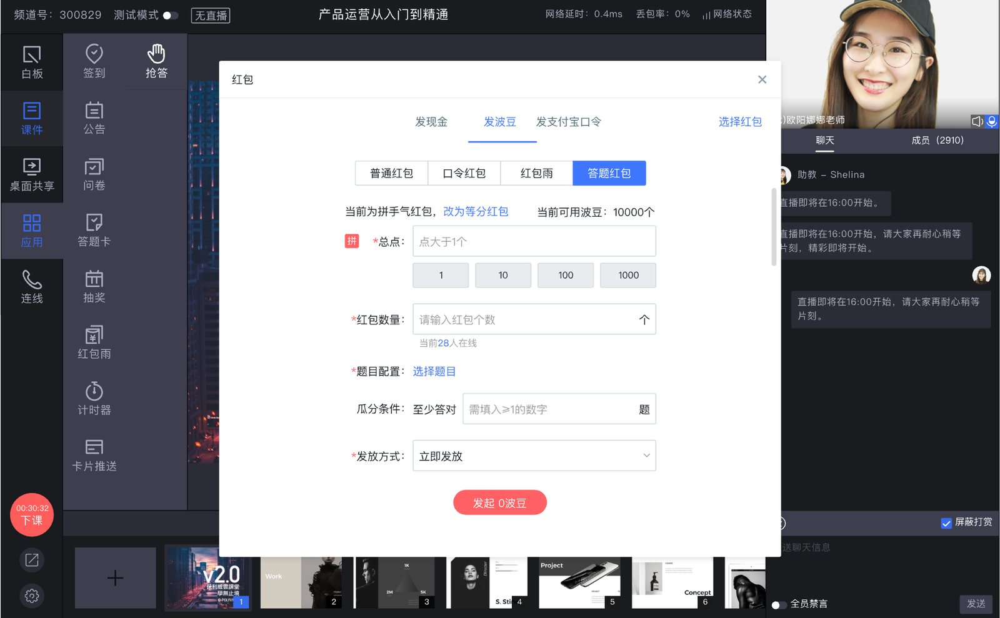 频道号：300829
测试模式
无直播
产品运营从入门到精通
网络延时：0.4ms
丢包率：0%
网络状态
白板
课件
桌面共享
应用
连线
00:30:32
下课
签到
抢答
公告
问卷
答题卡
抽奖
红包雨
计时器
卡片推送
红包
发现金
发波豆
发支付宝口令
选择红包
普通红包
口令红包
红包雨
答题红包
当前为拼手气红包，改为等分红包
当前可用波豆：10000个
拼
*总点：
点大于1个
1
10
100
1000
*红包数量：
请输入红包个数
个
当前28人在线
*题目配置：
选择题目
瓜分条件：
至少答对
需填入≥1的数字
题
*发放方式：
立即发放
发起 0波豆
)欧阳娜娜老师
聊天
成员（2910）
助教 – Shelina
直播即将在16:00开始。
直播即将在16:00开始，请大家再耐心稍等
片刻，精彩即将开始。
直播即将在16:00开始，请大家再耐心稍等
片刻。
屏蔽打赏
送聊天信息
全员禁言
发送
v2.0
保利威雲課堂
學無止境
1
Work
2
1K
2M
5K
3
Director
S. Sti
4
Project
5
Concept
6